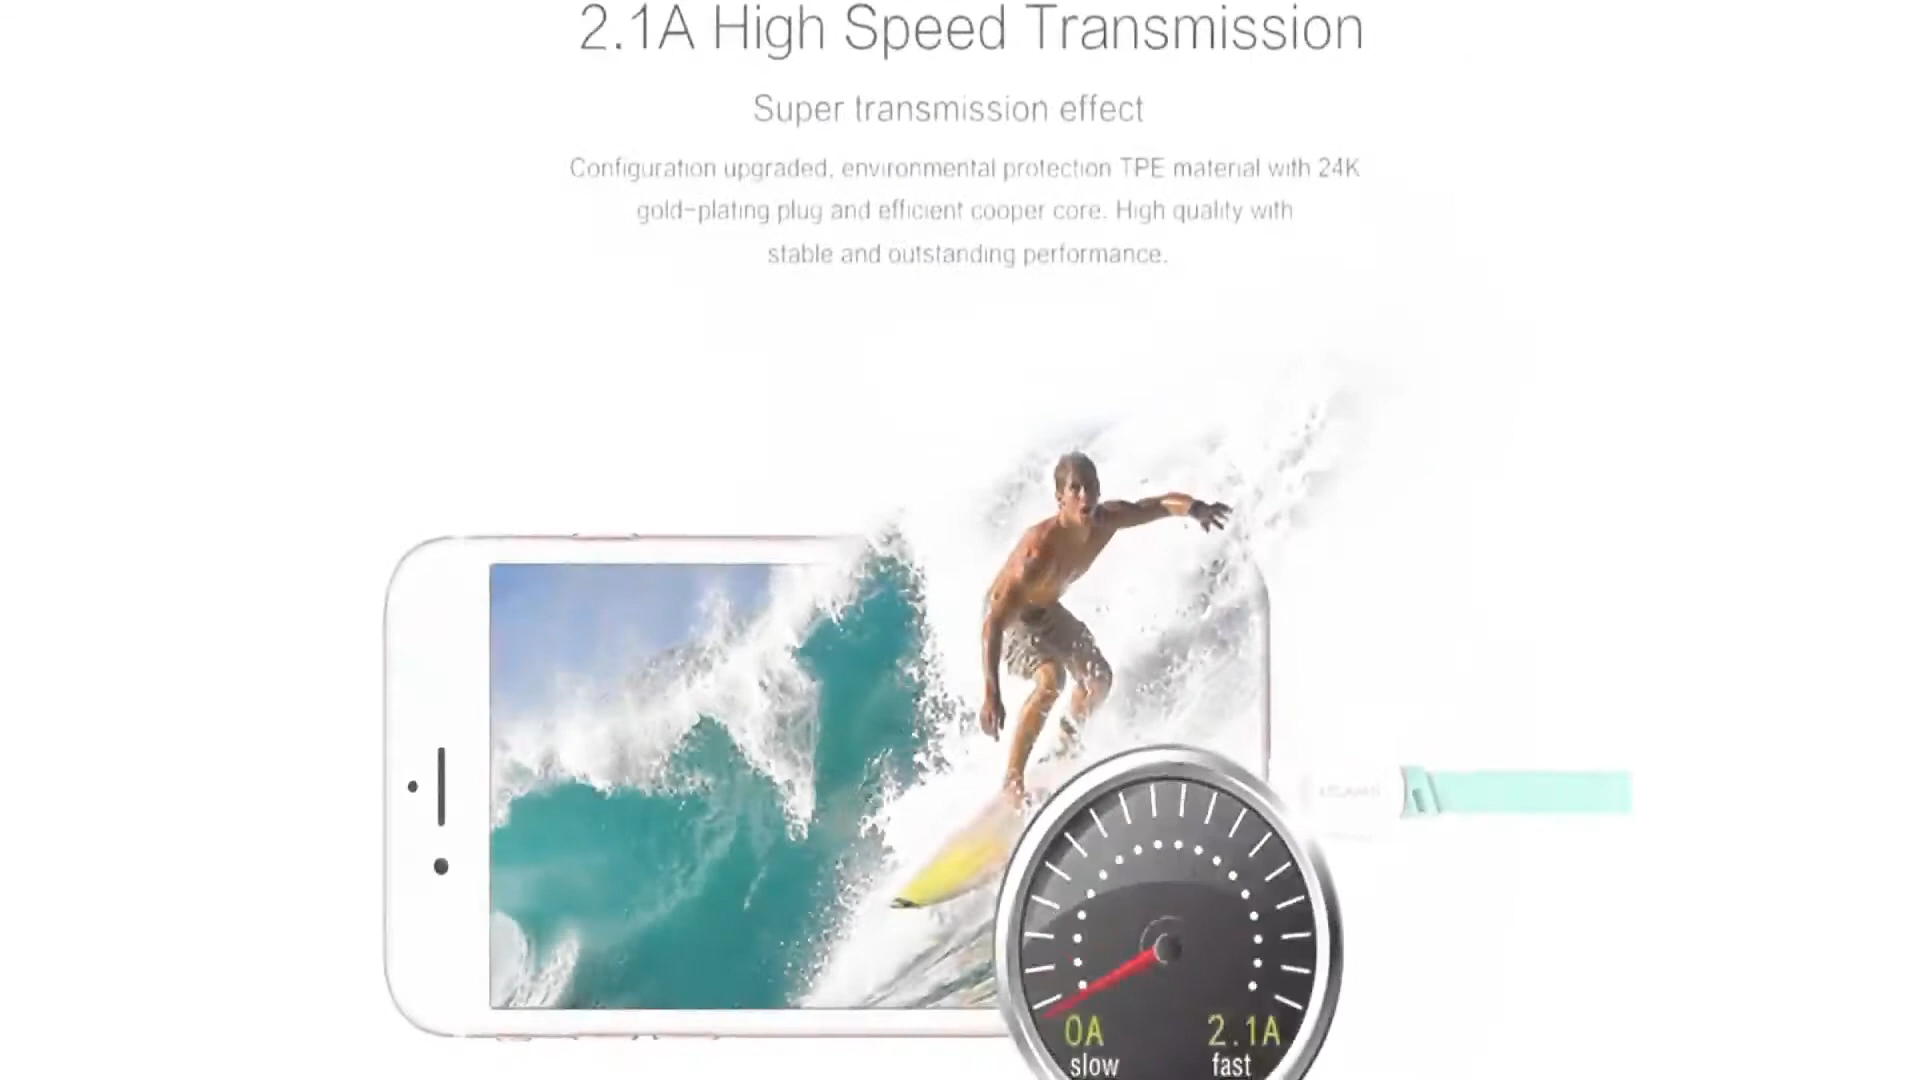 2.1A High Speed Transmission
Super transmission effect
Configuration upgraded, environmental protection TPE material with 24K
gold-plating plug and efficient cooper core. High quality with
stable and outstanding performance.
0A
2.1A
slow
fast